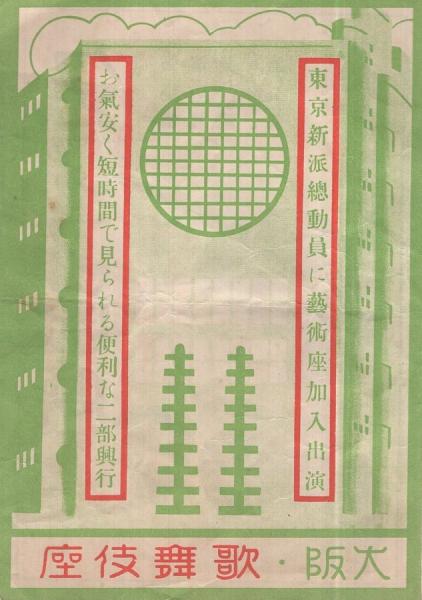 東京新派總動員に藝術座加入出演
お氣安く短時間で見られる便利な二部興行
大阪・歌舞伎座